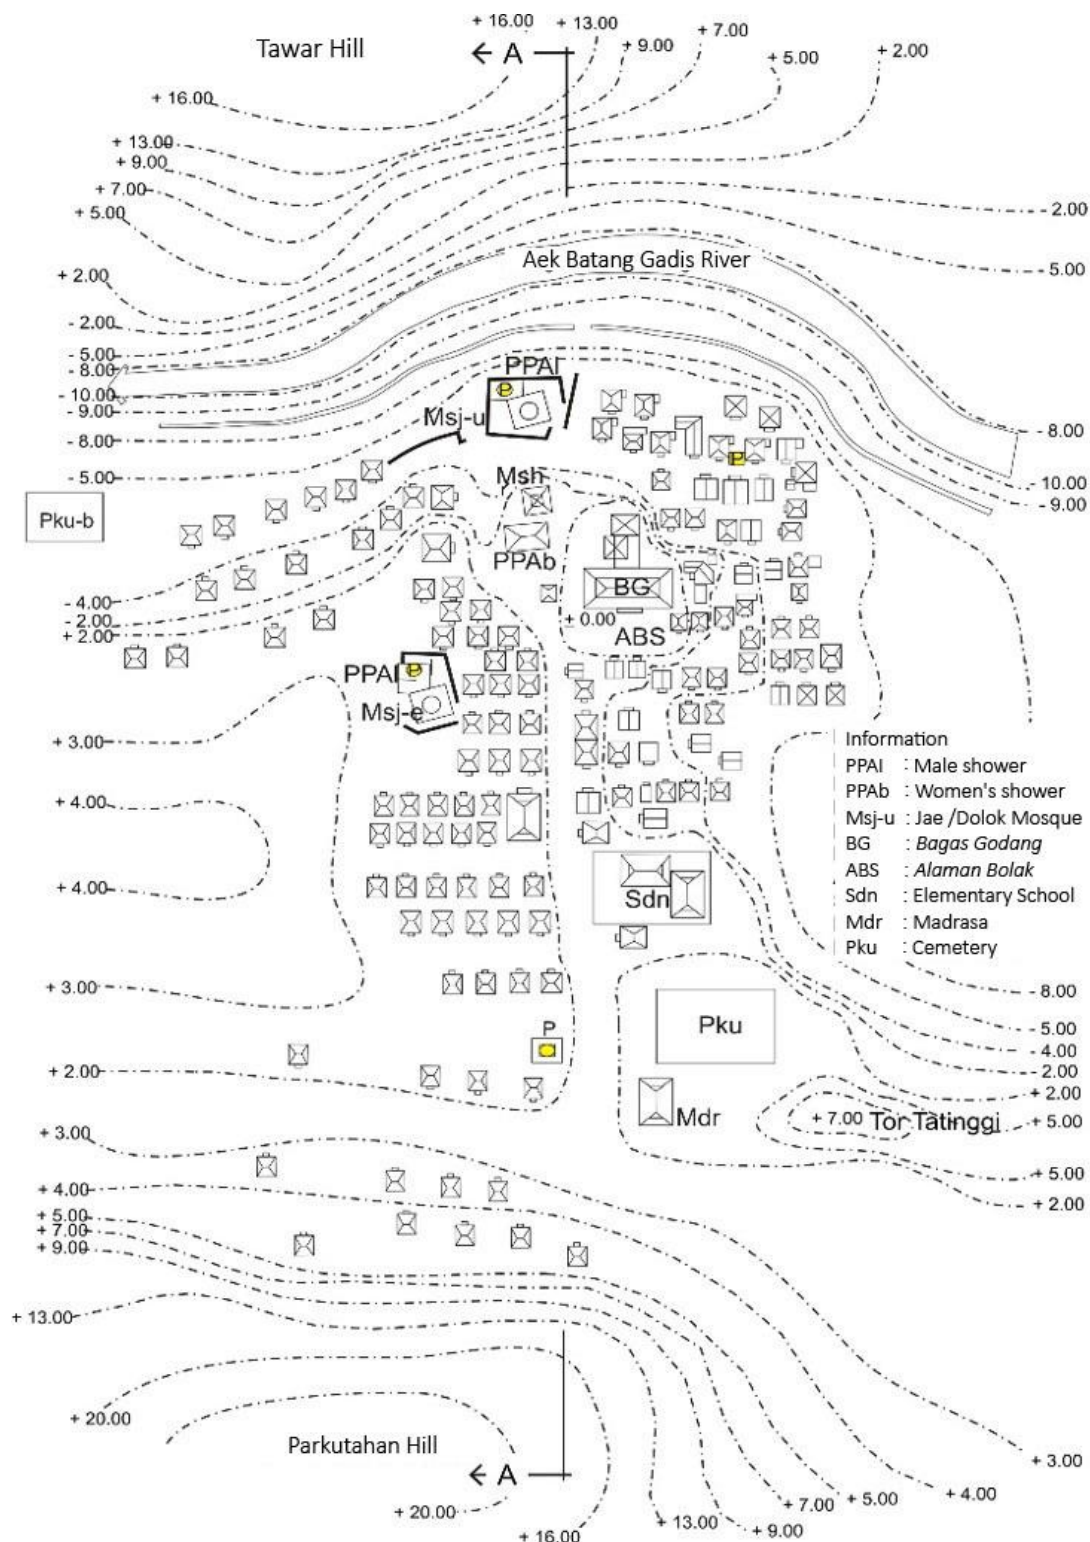 + 16.00
+ 13.00
+ 7.00
Tawar Hill
A
+ 9.00
+ 5.00
+ 2.00
+ 16.00
+ 13.00
+ 9.00
+ 7.00
+ 5.00
2.00
Aek Batang Gadis River
5.00
+ 2.00
- 2.00
- 5.00
- 8.00
- 10.00
- 9.00
PPAl
P
Msj-u
- 8.00
- 8.00
P
- 5.00
Msh
- 10.00
- 9.00
Pku-b
PPAb
BG
- 4.00
- 2.00
+ 2.00
± 0.00
ABS
PPAl
P
Msj-e
+ 3.00
Information
PPAl : Male shower
PPAb : Women's shower
Msj-u : Jae /Dolok Mosque
BG : Bagas Godang
ABS : Alaman Bolak
Sdn : Elementary School
Mdr : Madrasa
Pku : Cemetery
+ 4.00
+ 4.00
Sdn
+ 3.00
- 8.00
Pku
P
- 5.00
- 4.00
- 2.00
+ 2.00
+ 2.00
Mdr
+ 7.00 Tor Tatinggi
+ 5.00
+ 3.00
+ 5.00
+ 4.00
+ 2.00
+ 5.00
+ 7.00
+ 9.00
+ 13.00
+ 20.00
Parkutahan Hill
A
+ 3.00
+ 4.00
+ 5.00
+ 7.00
+ 20.00
+ 13.00
+ 9.00
+ 16.00